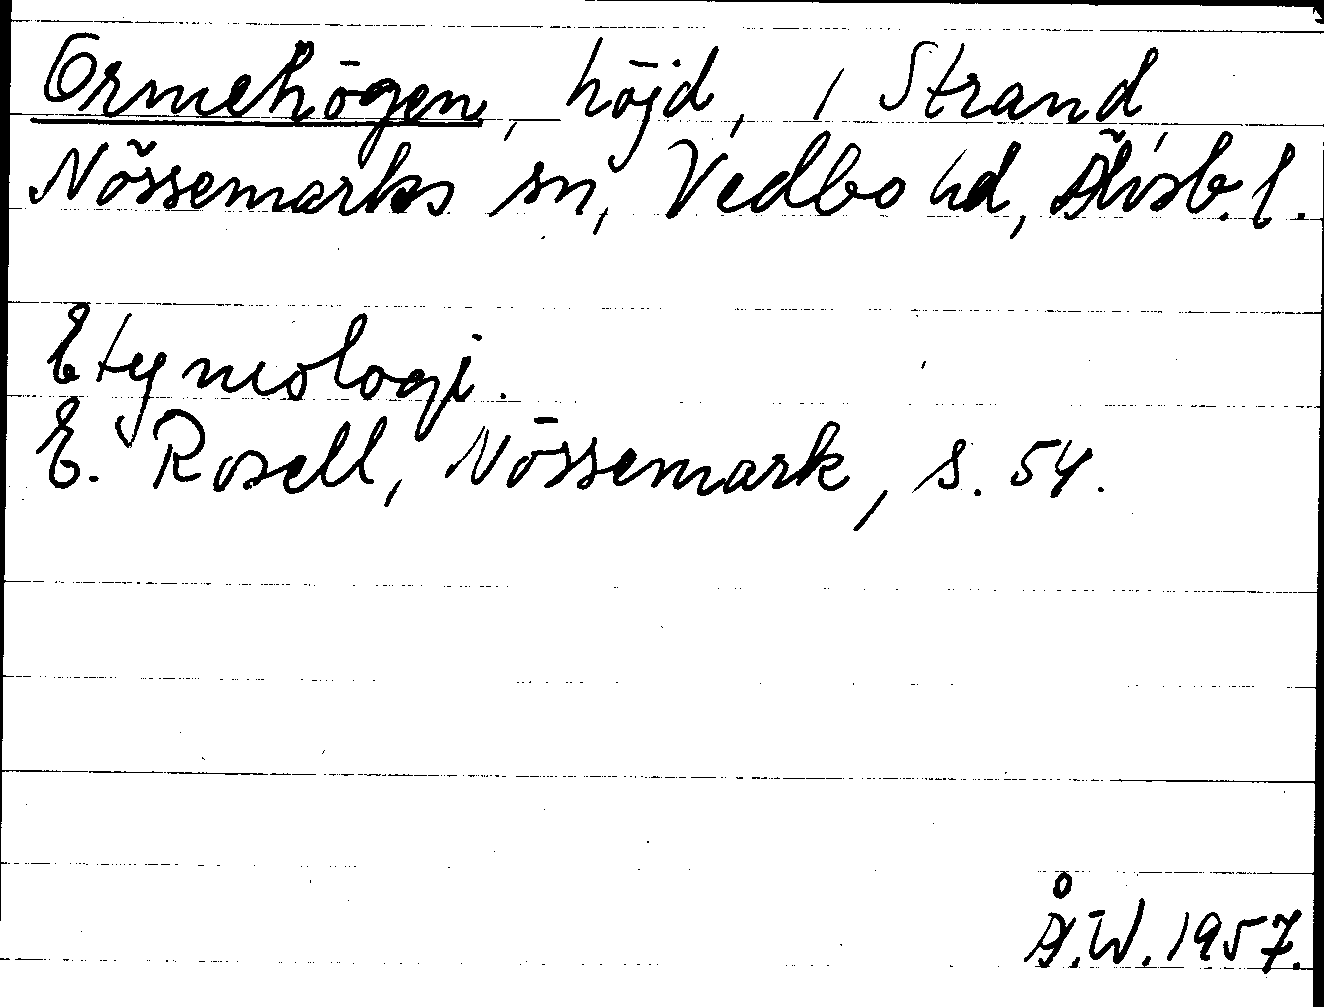 Ormehögen, höjd, i Strand,
Nössemarks sn, Vedbo hd, Älvsb. l.
Etymologi.
E. Rosell, Nössemark, s. 54.
Å.W. 1957.